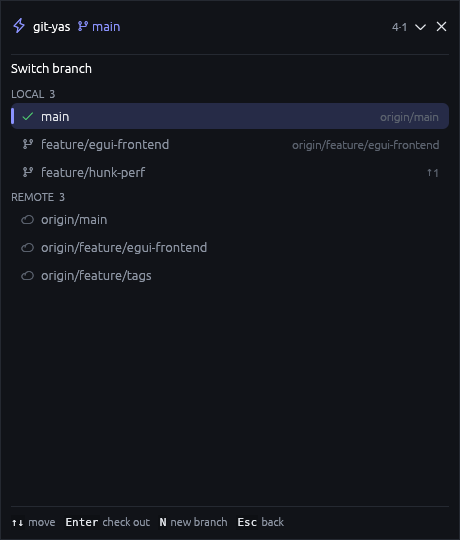 git-yas main 4·1
Switch branch
LOCAL 3
main origin/main
feature/egui-frontend origin/feature/egui-frontend
feature/hunk-perf ↑1
REMOTE 3
origin/main
origin/feature/egui-frontend
origin/feature/tags
↑↓ move Enter check out N new branch Esc back